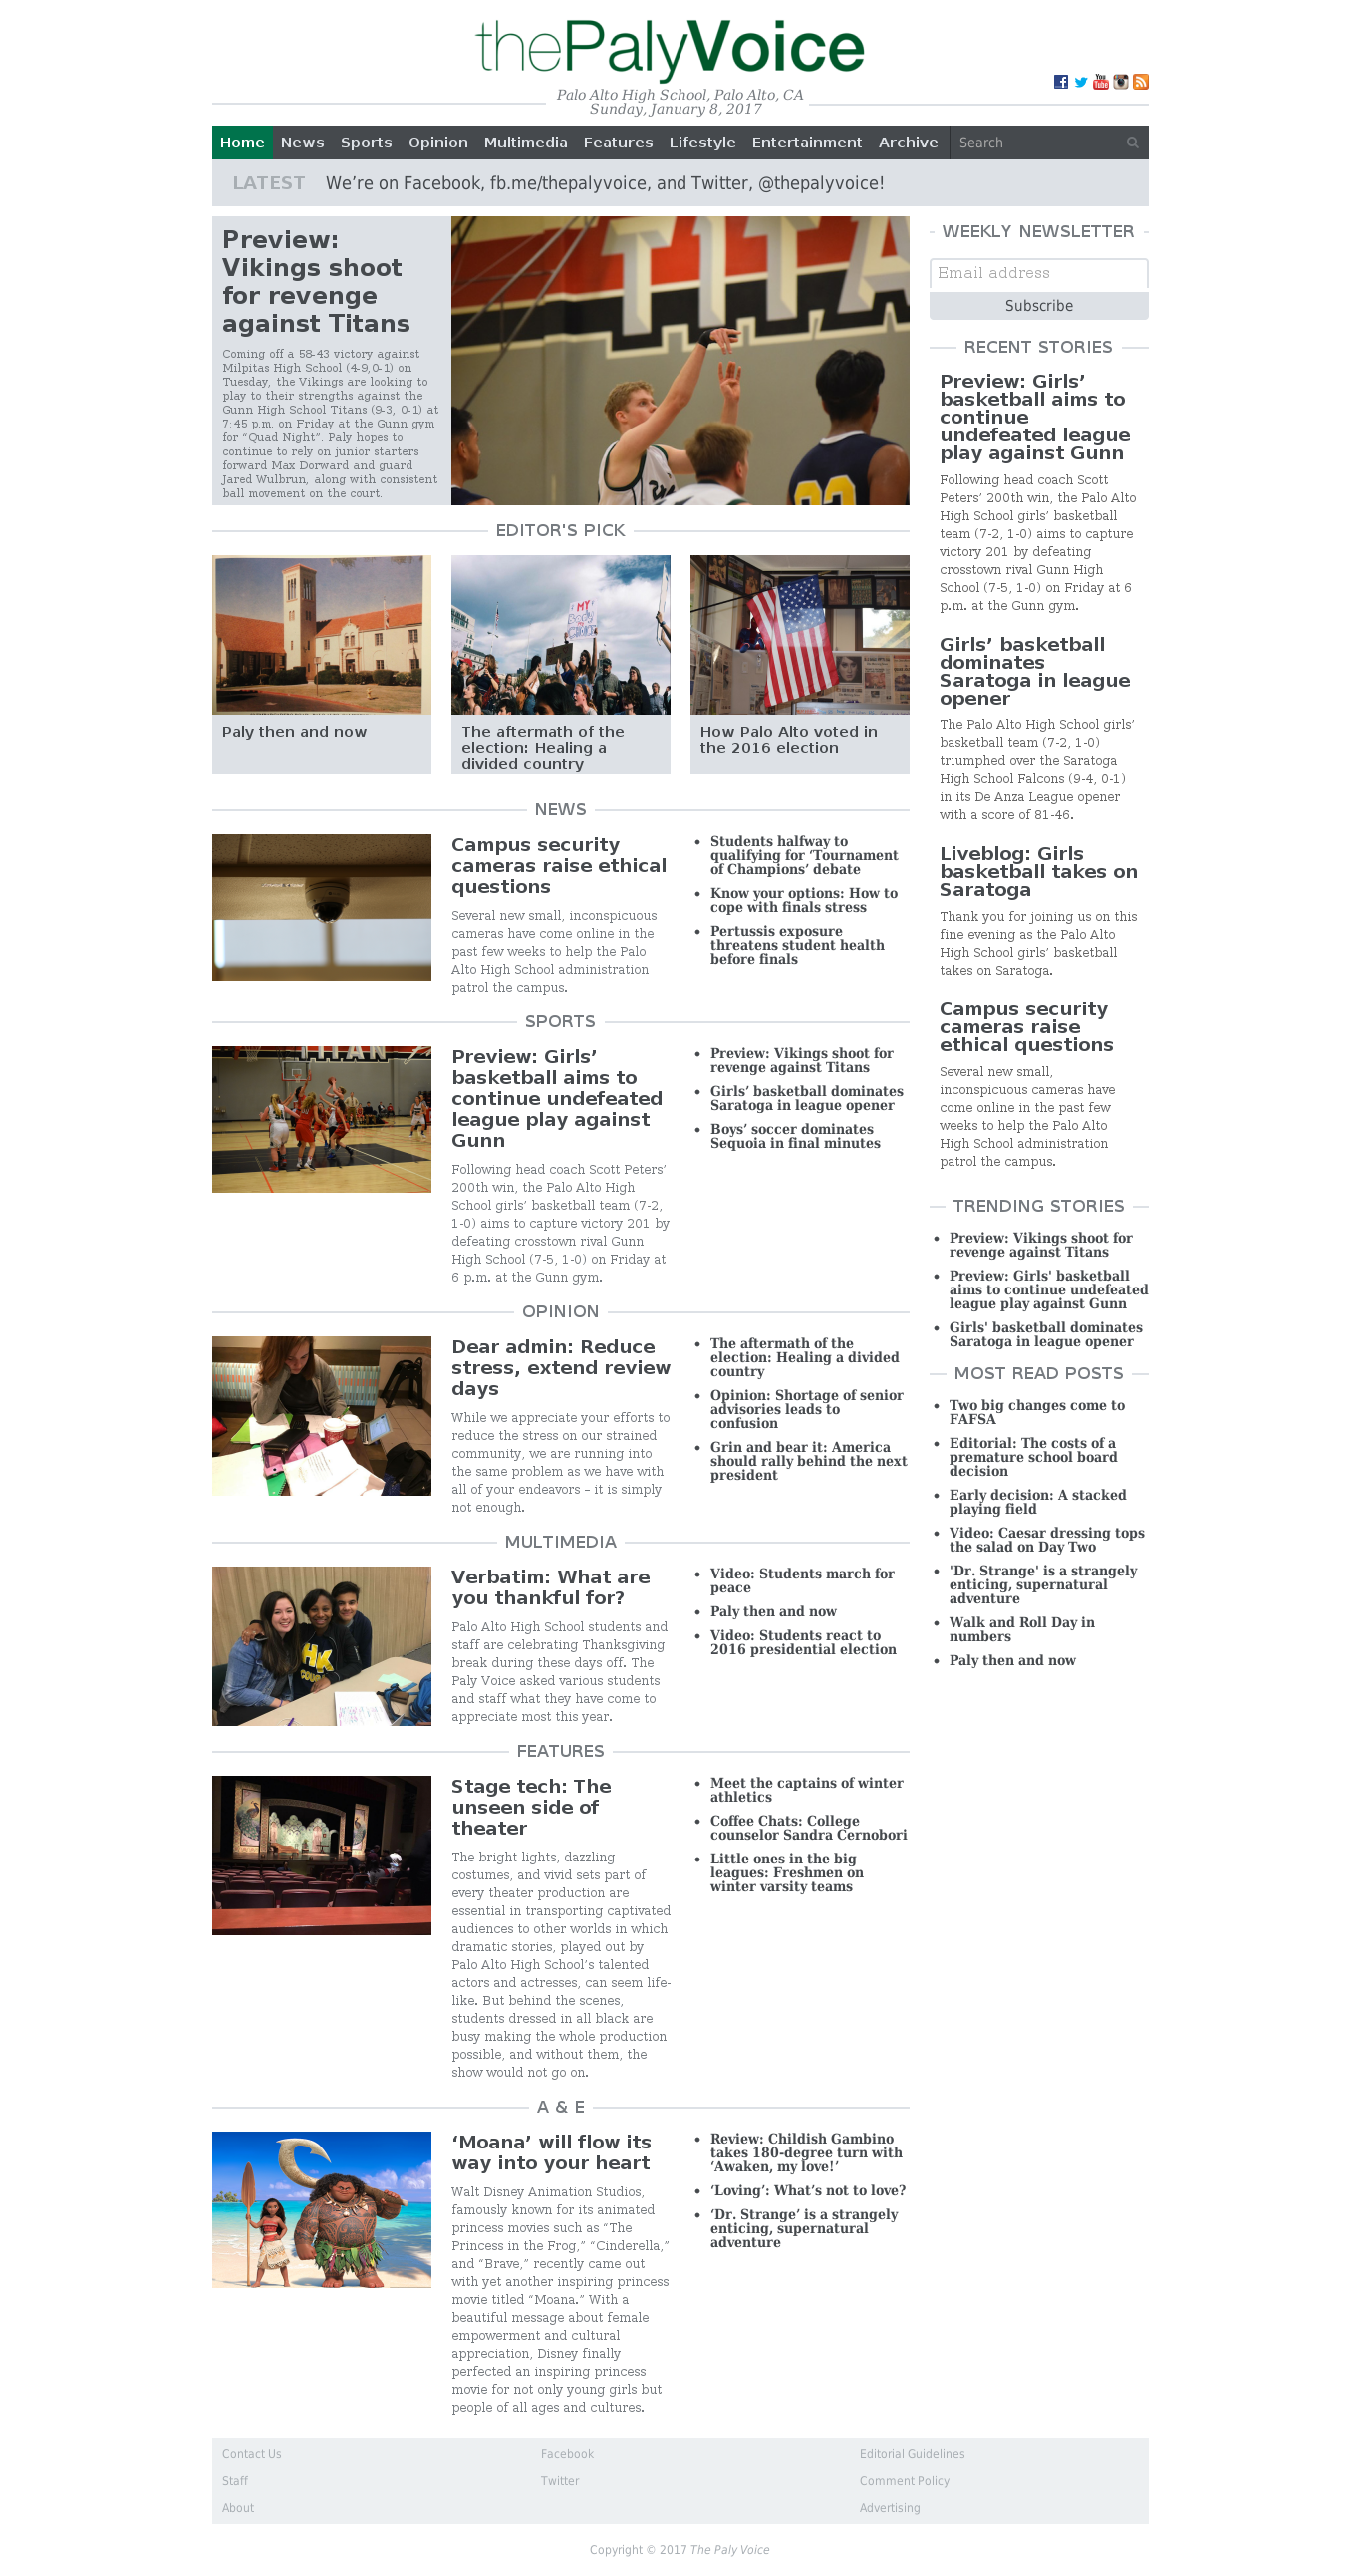 thePalyVoice
Palo Alto High School, Palo Alto, CA
Sunday, January 8, 2017
Home News Sports Opinion Multimedia Features Lifestyle Entertainment Archive Search
LATEST We’re on Facebook, fb.me/thepalyvoice, and Twitter, @thepalyvoice!
Preview:
Vikings shoot
for revenge
against Titans
Coming off a 58-43 victory against
Milpitas High School (4-9,0-1) on
Tuesday, the Vikings are looking to
play to their strengths against the
Gunn High School Titans (9-3, 0-1) at
7:45 p.m. on Friday at the Gunn gym
for “Quad Night”. Paly hopes to
continue to rely on junior starters
forward Max Dorward and guard
Jared Wulbrun, along with consistent
ball movement on the court.
TITA
32
EDITOR'S PICK
MY
Paly then and now
The aftermath of the
election: Healing a
divided country
How Palo Alto voted in
the 2016 election
NEWS
Campus security
cameras raise ethical
questions
Several new small, inconspicuous
cameras have come online in the
past few weeks to help the Palo
Alto High School administration
patrol the campus.
• Students halfway to
qualifying for ‘Tournament
of Champions’ debate
• Know your options: How to
cope with finals stress
• Pertussis exposure
threatens student health
before finals
SPORTS
TITAN
Preview: Girls’
basketball aims to
continue undefeated
league play against
Gunn
Following head coach Scott Peters’
200th win, the Palo Alto High
School girls’ basketball team (7-2,
1-0) aims to capture victory 201 by
defeating crosstown rival Gunn
High School (7-5, 1-0) on Friday at
6 p.m. at the Gunn gym.
• Preview: Vikings shoot for
revenge against Titans
• Girls’ basketball dominates
Saratoga in league opener
• Boys’ soccer dominates
Sequoia in final minutes
OPINION
Dear admin: Reduce
stress, extend review
days
While we appreciate your efforts to
reduce the stress on our strained
community, we are running into
the same problem as we have with
all of your endeavors – it is simply
not enough.
• The aftermath of the
election: Healing a divided
country
• Opinion: Shortage of senior
advisories leads to
confusion
• Grin and bear it: America
should rally behind the next
president
MULTIMEDIA
HK
Verbatim: What are
you thankful for?
Palo Alto High School students and
staff are celebrating Thanksgiving
break during these days off. The
Paly Voice asked various students
and staff what they have come to
appreciate most this year.
• Video: Students march for
peace
• Paly then and now
• Video: Students react to
2016 presidential election
FEATURES
Stage tech: The
unseen side of
theater
The bright lights, dazzling
costumes, and vivid sets part of
every theater production are
essential in transporting captivated
audiences to other worlds in which
dramatic stories, played out by
Palo Alto High School’s talented
actors and actresses, can seem life-
like. But behind the scenes,
students dressed in all black are
busy making the whole production
possible, and without them, the
show would not go on.
• Meet the captains of winter
athletics
• Coffee Chats: College
counselor Sandra Cernobori
• Little ones in the big
leagues: Freshmen on
winter varsity teams
A & E
‘Moana’ will flow its
way into your heart
Walt Disney Animation Studios,
famously known for its animated
princess movies such as “The
Princess in the Frog,” “Cinderella,”
and “Brave,” recently came out
with yet another inspiring princess
movie titled “Moana.” With a
beautiful message about female
empowerment and cultural
appreciation, Disney finally
perfected an inspiring princess
movie for not only young girls but
people of all ages and cultures.
• Review: Childish Gambino
takes 180-degree turn with
‘Awaken, my love!’
• ‘Loving’: What’s not to love?
• ‘Dr. Strange’ is a strangely
enticing, supernatural
adventure
WEEKLY NEWSLETTER
Email address
Subscribe
RECENT STORIES
Preview: Girls’
basketball aims to
continue
undefeated league
play against Gunn
Following head coach Scott
Peters’ 200th win, the Palo Alto
High School girls’ basketball
team (7-2, 1-0) aims to capture
victory 201 by defeating
crosstown rival Gunn High
School (7-5, 1-0) on Friday at 6
p.m. at the Gunn gym.
Girls’ basketball
dominates
Saratoga in league
opener
The Palo Alto High School girls’
basketball team (7-2, 1-0)
triumphed over the Saratoga
High School Falcons (9-4, 0-1)
in its De Anza League opener
with a score of 81-46.
Liveblog: Girls
basketball takes on
Saratoga
Thank you for joining us on this
fine evening as the Palo Alto
High School girls’ basketball
takes on Saratoga.
Campus security
cameras raise
ethical questions
Several new small,
inconspicuous cameras have
come online in the past few
weeks to help the Palo Alto
High School administration
patrol the campus.
TRENDING STORIES
• Preview: Vikings shoot for
revenge against Titans
• Preview: Girls' basketball
aims to continue undefeated
league play against Gunn
• Girls' basketball dominates
Saratoga in league opener
MOST READ POSTS
• Two big changes come to
FAFSA
• Editorial: The costs of a
premature school board
decision
• Early decision: A stacked
playing field
• Video: Caesar dressing tops
the salad on Day Two
• 'Dr. Strange' is a strangely
enticing, supernatural
adventure
• Walk and Roll Day in
numbers
• Paly then and now
Contact Us
Staff
About
Facebook
Twitter
Editorial Guidelines
Comment Policy
Advertising
Copyright © 2017 The Paly Voice